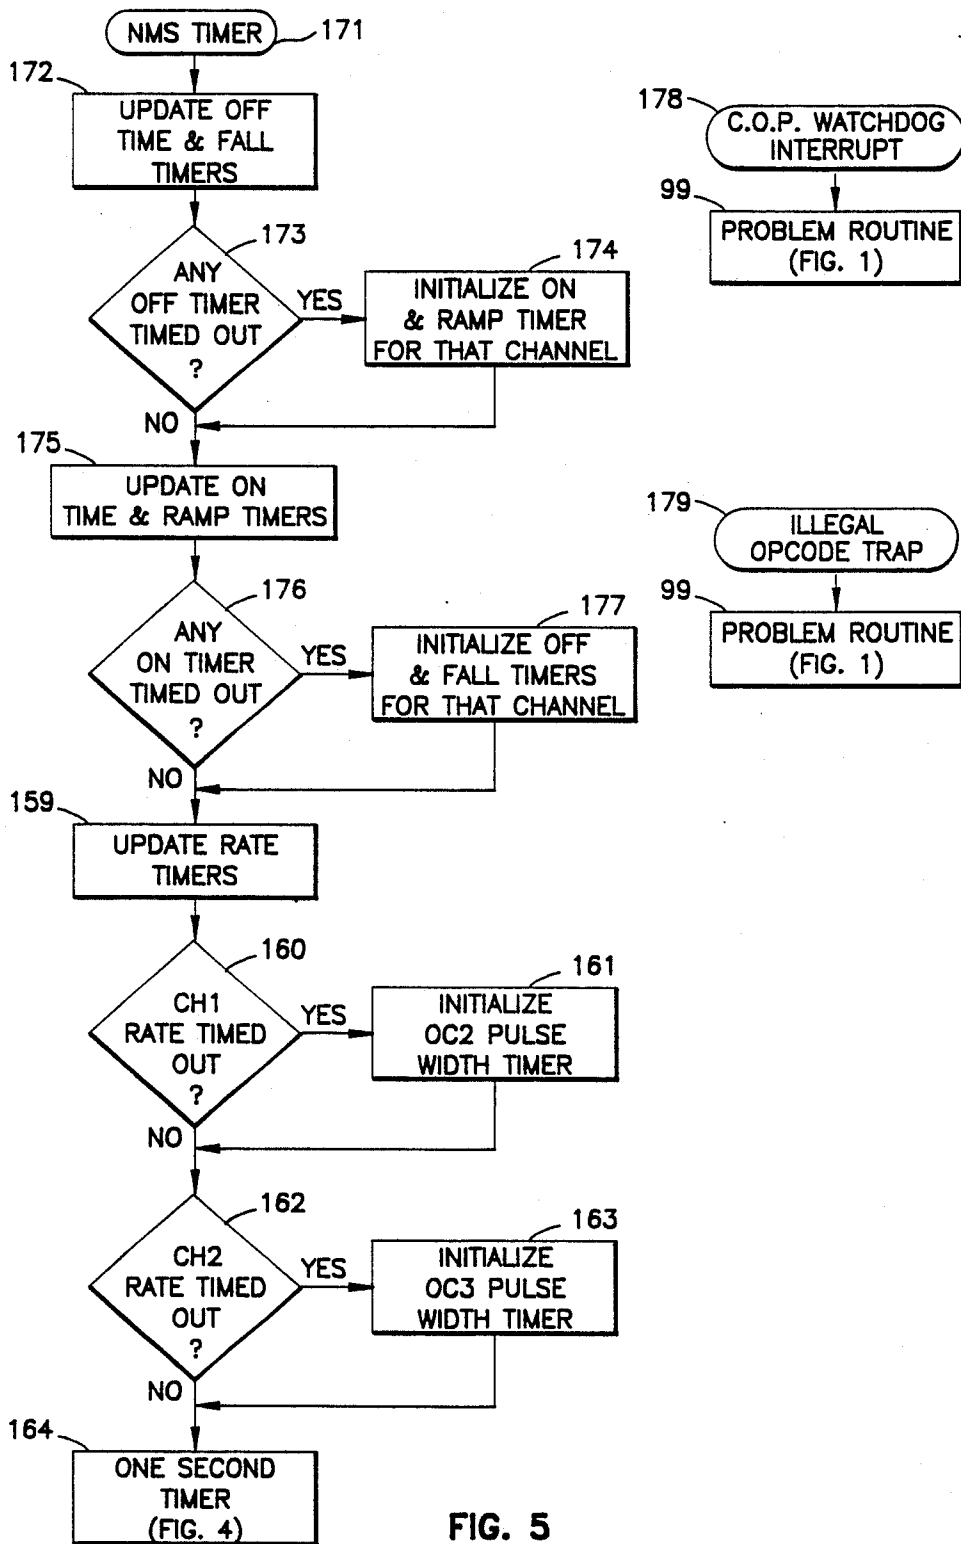 NMS TIMER
171
172
UPDATE OFF
TIME & FALL
TIMERS
173
ANY
OFF TIMER
TIMED OUT
?
YES
174
INITIALIZE ON
& RAMP TIMER
FOR THAT CHANNEL
NO
175
UPDATE ON
TIME & RAMP TIMERS
176
ANY
ON TIMER
TIMED OUT
?
YES
177
INITIALIZE OFF
& FALL TIMERS
FOR THAT CHANNEL
NO
159
UPDATE RATE
TIMERS
160
CH1
RATE TIMED
OUT
?
YES
161
INITIALIZE
OC2 PULSE
WIDTH TIMER
NO
162
CH2
RATE TIMED
OUT
?
YES
163
INITIALIZE
OC3 PULSE
WIDTH TIMER
NO
164
ONE SECOND
TIMER
(FIG. 4)
178
C.O.P. WATCHDOG
INTERRUPT
99
PROBLEM ROUTINE
(FIG. 1)
179
ILLEGAL
OPCODE TRAP
99
PROBLEM ROUTINE
(FIG. 1)
FIG. 5